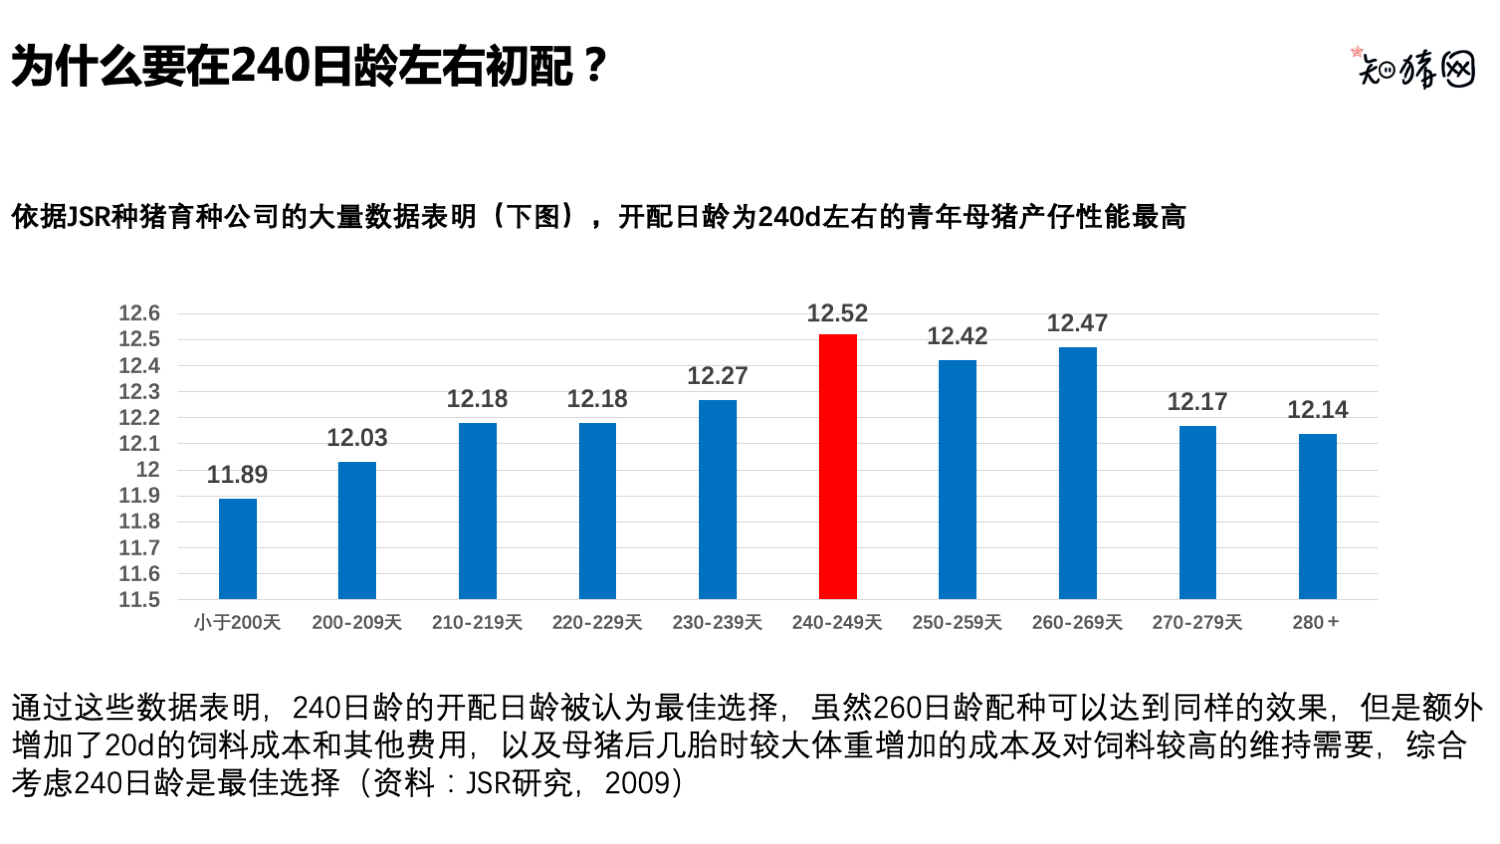 为什么要在240日龄左右初配？
知猪网
依据JSR种猪育种公司的大量数据表明（下图），开配日龄为240d左右的青年母猪产仔性能最高
12.6
12.5
12.4
12.3
12.2
12.1
12
11.9
11.8
11.7
11.6
11.5
11.89
12.03
12.18
12.18
12.27
12.52
12.42
12.47
12.17
12.14
小于200天
200-209天
210-219天
220-229天
230-239天
240-249天
250-259天
260-269天
270-279天
280+
通过这些数据表明，240日龄的开配日龄被认为最佳选择，虽然260日龄配种可以达到同样的效果，但是额外
增加了20d的饲料成本和其他费用，以及母猪后几胎时较大体重增加的成本及对饲料较高的维持需要，综合
考虑240日龄是最佳选择（资料：JSR研究，2009）